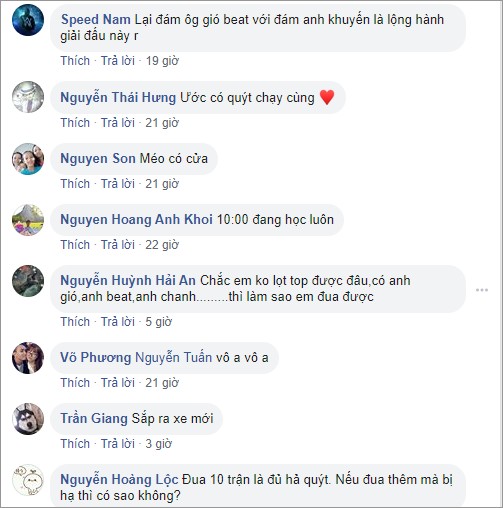 Speed Nam Lại đám ôg gió beat với đám anh khuyến là lộng hành
giải đấu này r
Thích · Trả lời · 19 giờ
Nguyễn Thái Hưng Ước có quýt chạy cùng ❤️
Thích · Trả lời · 21 giờ
Nguyen Son Méo có cửa
Thích · Trả lời · 21 giờ
Nguyen Hoang Anh Khoi 10:00 đang học luôn
Thích · Trả lời · 22 giờ
Nguyễn Huỳnh Hải An Chắc em ko lọt top được đâu,có anh
gió,anh beat,anh chanh.........thì làm sao em đua được
Thích · Trả lời · 5 giờ
Võ Phương Nguyễn Tuấn vô a vô a
Thích · Trả lời · 21 giờ
Trần Giang Sắp ra xe mới
Thích · Trả lời · 3 giờ
Nguyễn Hoàng Lộc Đua 10 trận là đủ hả quýt. Nếu đua thêm mà bị
hạ thì có sao không?